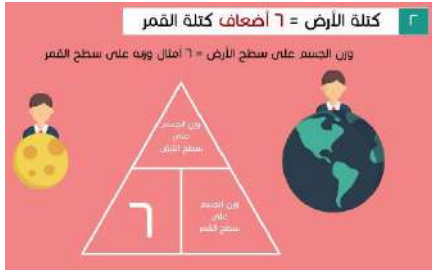 ٢
كتلة الأرض = ٦ أضعاف كتلة القمر
وزن الجسم على سطح الأرض = ٦ أمثال وزنه على سطح القمر
وزن الجسم
على
سطح الأرض
٦
وزن الجسم
على
سطح القمر